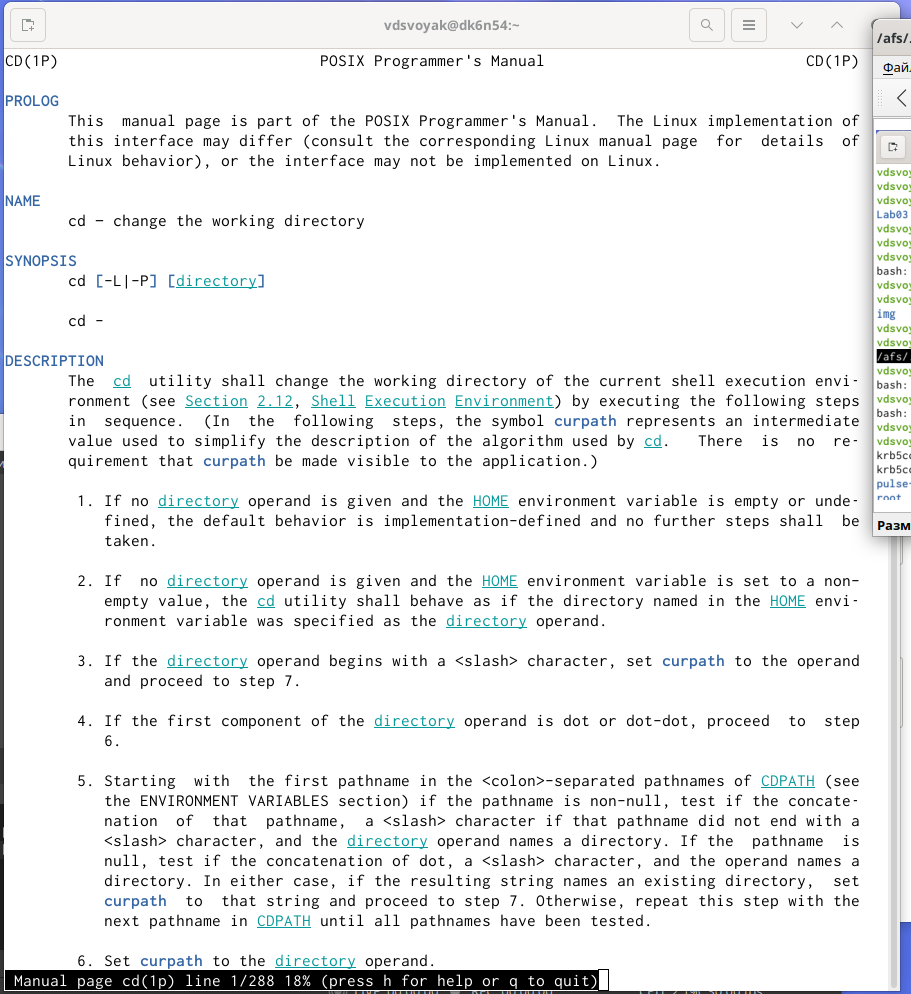 vdsvoyak@dk6n54:~
CD(1P) POSIX Programmer's Manual CD(1P)
PROLOG
This manual page is part of the POSIX Programmer's Manual. The Linux implementation of
this interface may differ (consult the corresponding Linux manual page for details of
Linux behavior), or the interface may not be implemented on Linux.
NAME
cd - change the working directory
SYNOPSIS
cd [-L|-P] [directory]
cd -
DESCRIPTION
The cd utility shall change the working directory of the current shell execution envi-
ronment (see Section 2.12, Shell Execution Environment) by executing the following steps
in sequence. (In the following steps, the symbol curpath represents an intermediate
value used to simplify the description of the algorithm used by cd. There is no re-
quirement that curpath be made visible to the application.)
1. If no directory operand is given and the HOME environment variable is empty or unde-
fined, the default behavior is implementation-defined and no further steps shall be
taken.
2. If no directory operand is given and the HOME environment variable is set to a non-
empty value, the cd utility shall behave as if the directory named in the HOME envi-
ronment variable was specified as the directory operand.
3. If the directory operand begins with a <slash> character, set curpath to the operand
and proceed to step 7.
4. If the first component of the directory operand is dot or dot-dot, proceed to step
6.
5. Starting with the first pathname in the <colon>-separated pathnames of CDPATH (see
the ENVIRONMENT VARIABLES section) if the pathname is non-null, test if the concate-
nation of that pathname, a <slash> character if that pathname did not end with a
<slash> character, and the directory operand names a directory. If the pathname is
null, test if the concatenation of dot, a <slash> character, and the operand names a
directory. In either case, if the resulting string names an existing directory, set
curpath to that string and proceed to step 7. Otherwise, repeat this step with the
next pathname in CDPATH until all pathnames have been tested.
6. Set curpath to the directory operand.
Manual page cd(1p) line 1/288 18% (press h for help or q to quit)
/afs/
Lab03
bash:
img
/afs/
bash:
bash:
root